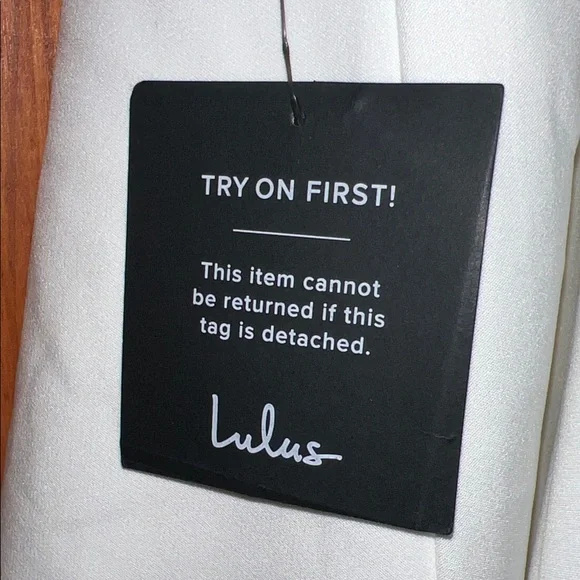 TRY ON FIRST!
This item cannot
be returned if this
tag is detached.
Lulus